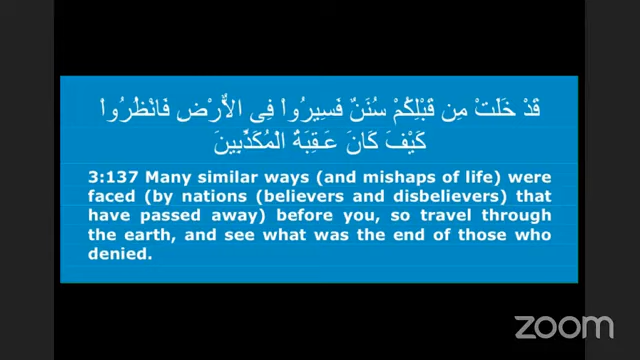 قَدْ خَلَتْ مِن قَبْلِكُمْ سُنَنٌ فَسِيرُواْ فِى الاٌّرْضِ فَانْظُرُواْ
كَيْفَ كَانَ عَـقِبَةُ الْمُكَذِّبِينَ
3:137 Many similar ways (and mishaps of life) were
faced (by nations (believers and disbelievers) that
have passed away) before you, so travel through
the earth, and see what was the end of those who
denied.
zoom